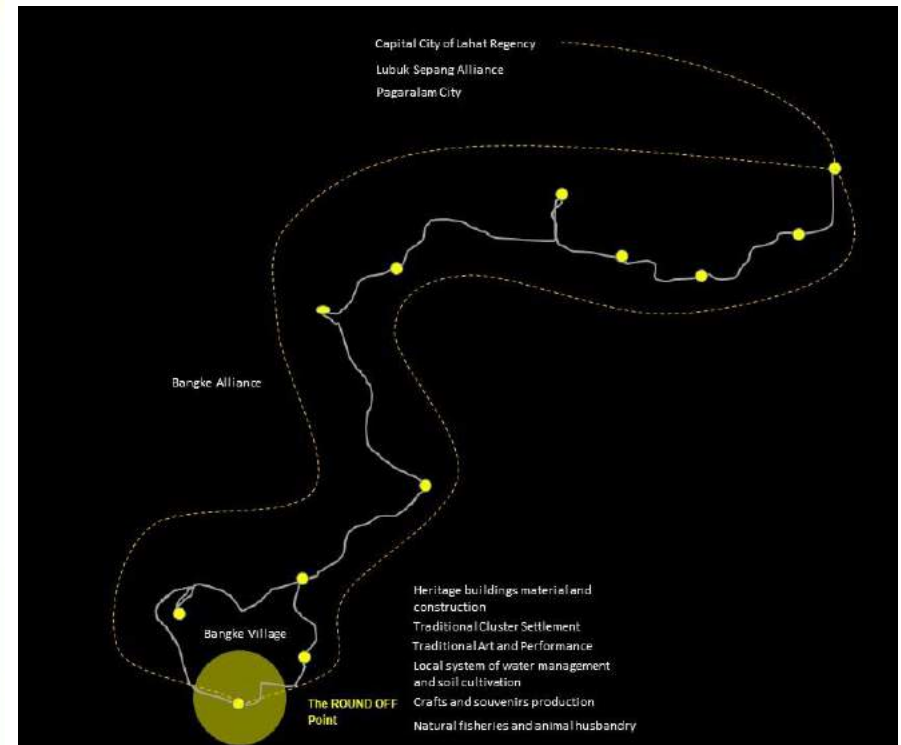 Capital City of Lahat Regency
Lubuk Sepang Alliance
Pagaralam City
Bangke Alliance
Bangke Village
The ROUND OFF
Point
Heritage buildings material and
construction
Traditional Cluster Settlement
Traditional Art and Performance
Local system of water management
and soil cultivation
Crafts and souvenirs production
Natural fisheries and animal husbandry